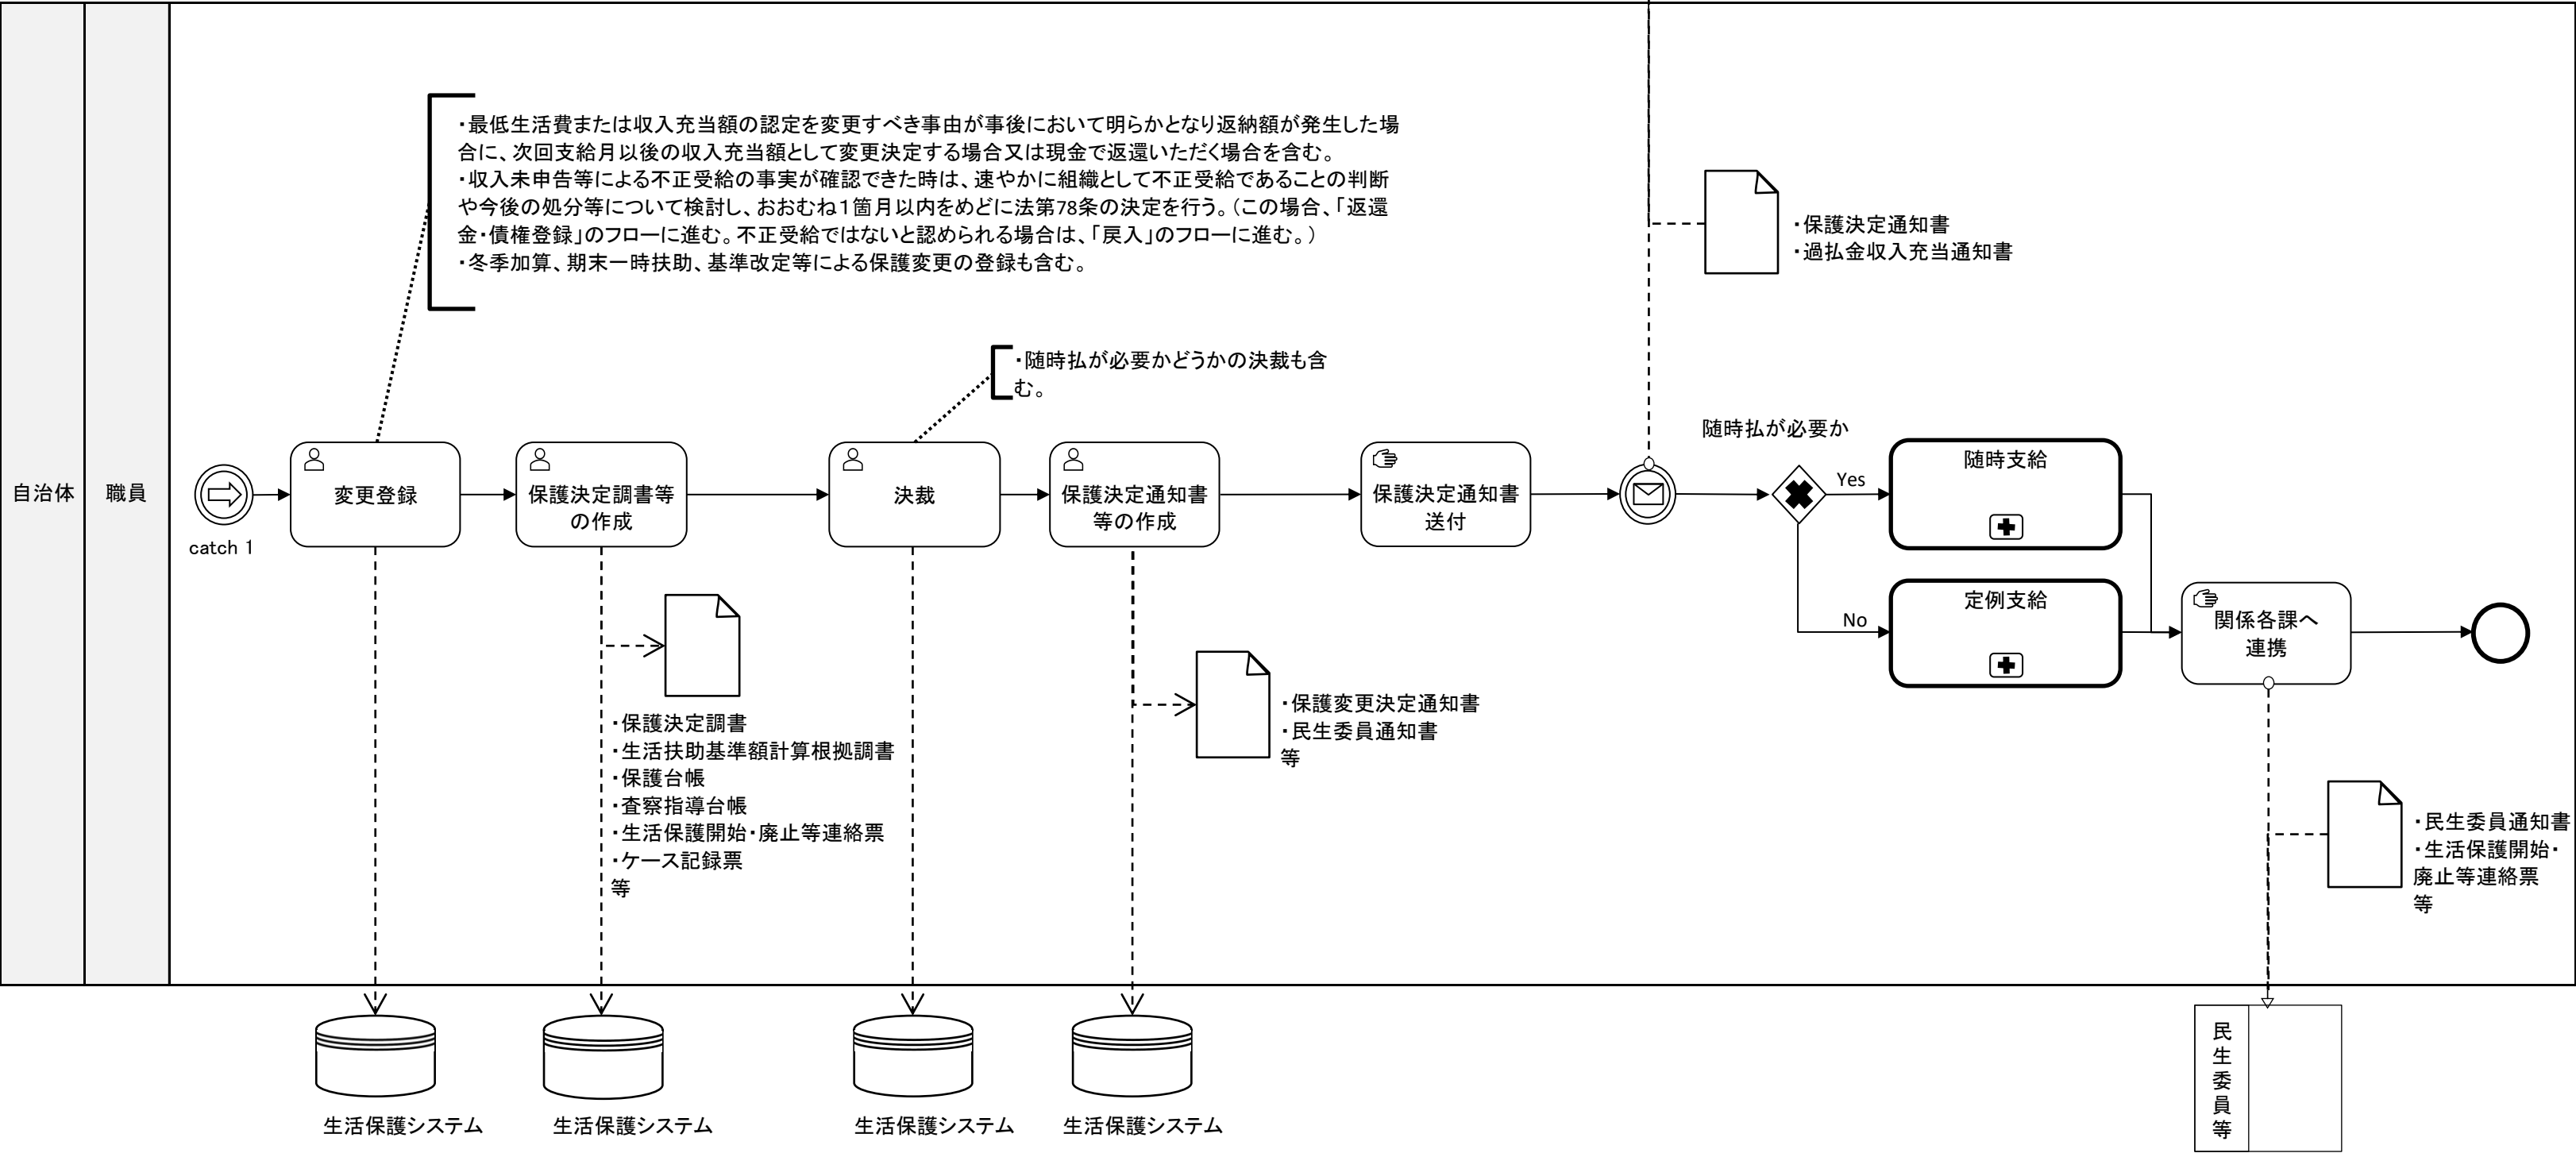 ・最低生活費または収入充当額の認定を変更すべき事由が事後において明らかとなり返納額が発生した場
合に、次回支給月以後の収入充当額として変更決定する場合又は現金で返還いただく場合を含む。
・収入未申告等による不正受給の事実が確認できた時は、速やかに組織として不正受給であることの判断
や今後の処分等について検討し、おおむね１箇月以内をめどに法第78条の決定を行う。（この場合、「返還
金・債権登録」のフローに進む。不正受給ではないと認められる場合は、「戻入」のフローに進む。）
・冬季加算、期末一時扶助、基準改定等による保護変更の登録も含む。
・保護決定通知書
・過払金収入充当通知書
・随時払が必要かどうかの決裁も含
む。
自治体
職員
catch 1
変更登録
保護決定調書等
の作成
決裁
保護決定通知書
等の作成
保護決定通知書
送付
随時払が必要か
Yes
No
随時支給
定例支給
関係各課へ
連携
・保護決定調書
・生活扶助基準額計算根拠調書
・保護台帳
・査察指導台帳
・生活保護開始・廃止等連絡票
・ケース記録票
等
・保護変更決定通知書
・民生委員通知書
等
・民生委員通知書
・生活保護開始・
廃止等連絡票
等
生活保護システム
生活保護システム
生活保護システム
生活保護システム
民生委員等